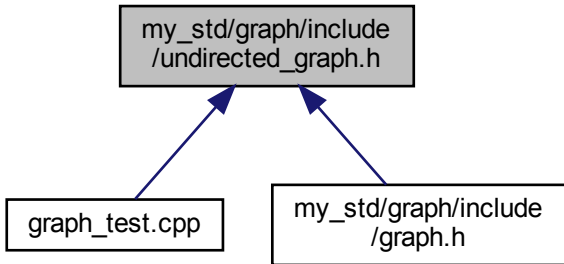 my_std/graph/include
/undirected_graph.h
graph_test.cpp
my_std/graph/include
/graph.h